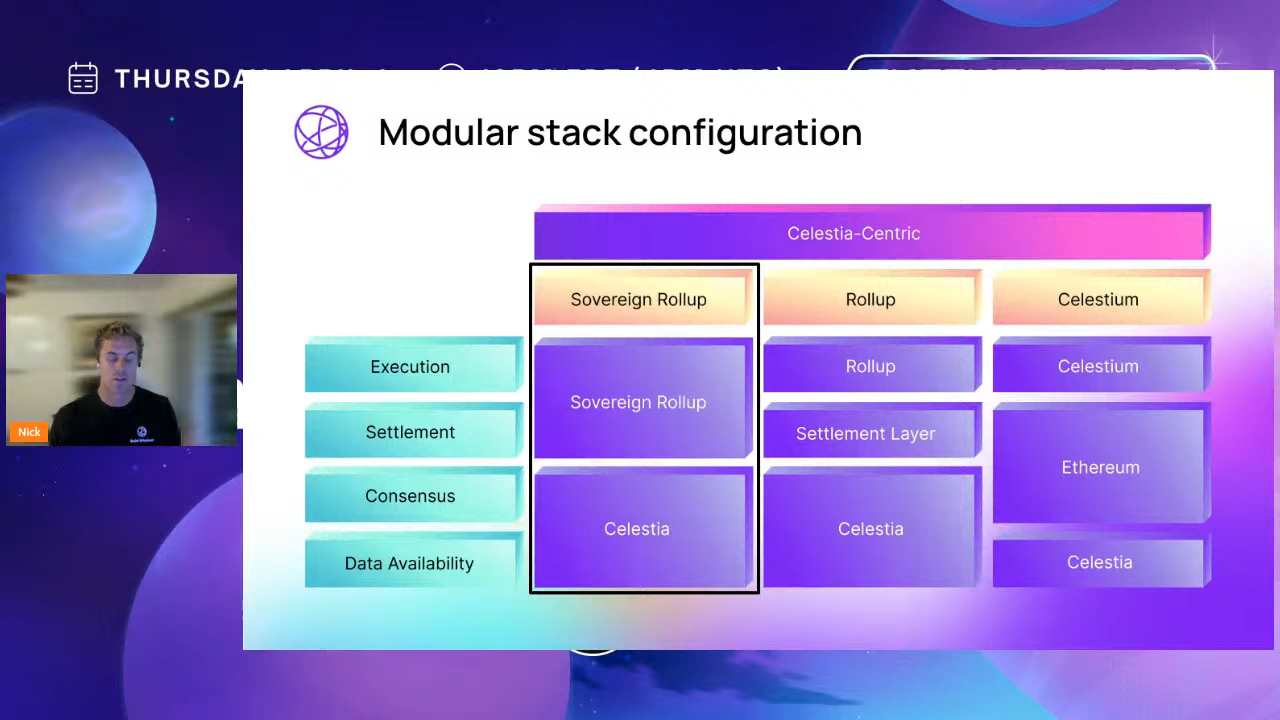 THURSDAY
Modular stack configuration
Celestia-Centric
Sovereign Rollup
Rollup
Celestium
Execution
Sovereign Rollup
Rollup
Celestium
Settlement
Settlement Layer
Ethereum
Consensus
Celestia
Celestia
Data Availability
Celestia
Nick